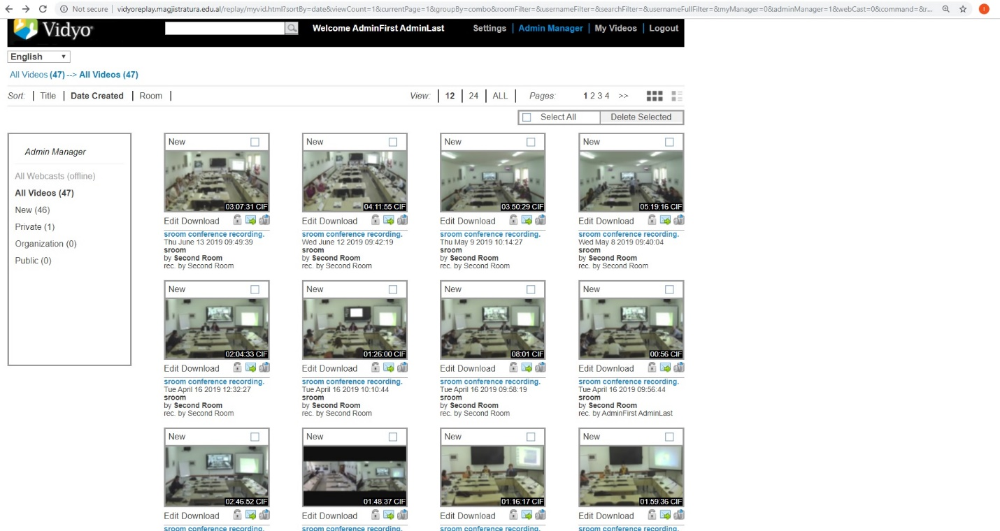 Not secure | vidyoreplay.magjistratura.edu.al/replay/myvid.html?sortBy=date&viewCount=1&currentPage=1&groupBy=combo&roomFilter=&usernameFilter=&searchFilter=&usernameFullFilter=&myManager=0&adminManager=1&webCast=0&command=&r...
Vidyo Welcome AdminFirst AdminLast Settings | Admin Manager | My Videos | Logout
English
All Videos (47) --> All Videos (47)
Sort: | Title | Date Created | Room | View: | 12 | 24 | ALL | Pages: 1 2 3 4 >>
Select All Delete Selected
Admin Manager
All Webcasts (offline)
All Videos (47)
New (46)
Private (1)
Organization (0)
Public (0)
New New New New
03:07:31 CIF 04:11:55 CIF 03:50:29 CIF 05:19:16 CIF
Edit Download Edit Download Edit Download Edit Download
sroom conference recording. sroom conference recording. sroom conference recording. sroom conference recording.
Thu June 13 2019 09:49:39 Wed June 12 2019 09:42:19 Thu May 9 2019 10:14:27 Wed May 8 2019 09:40:04
sroom sroom sroom sroom
by Second Room by Second Room by Second Room by Second Room
rec. by Second Room rec. by Second Room rec. by Second Room rec. by Second Room
New New New New
02:04:33 CIF 01:26:00 CIF 08:01 CIF 00:56 CIF
Edit Download Edit Download Edit Download Edit Download
sroom conference recording. sroom conference recording. sroom conference recording. sroom conference recording.
Tue April 16 2019 12:32:27 Tue April 16 2019 10:10:44 Tue April 16 2019 09:58:19 Tue April 16 2019 09:56:44
sroom sroom sroom sroom
by Second Room by Second Room by Second Room by Second Room
rec. by Second Room rec. by Second Room rec. by Second Room rec. by AdminFirst AdminLast
New New New New
02:46:52 CIF 01:48:37 CIF 01:16:17 CIF 01:59:36 CIF
Edit Download Edit Download Edit Download Edit Download
sroom conference recording. sroom conference recording. sroom conference recording. sroom conference recording.